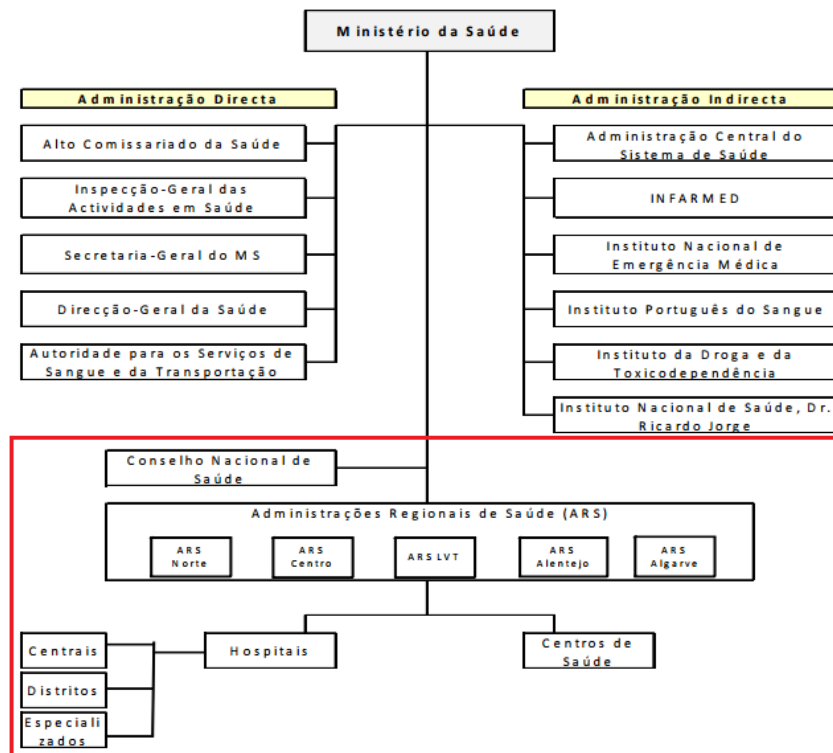 Ministério da Saúde
Administração Directa
Alto Comissariado da Saúde
Inspecção-Geral das
Actividades em Saúde
Secretaria-Geral do MS
Direcção-Geral da Saúde
Autoridade para os Serviços de
Sangue e da Transportação
Administração Indirecta
Administração Central do
Sistema de Saúde
INFARMED
Instituto Nacional de
Emergência Médica
Instituto Português do Sangue
Instituto da Droga e da
Toxicodependência
Instituto Nacional de Saúde, Dr.
Ricardo Jorge
Conselho Nacional de
Saúde
Administrações Regionais de Saúde (ARS)
ARS
Norte
ARS
Centro
ARS LVT
ARS
Alentejo
ARS
Algarve
Hospitais
Centros de
Saúde
Centrais
Distritos
Especiali
zados